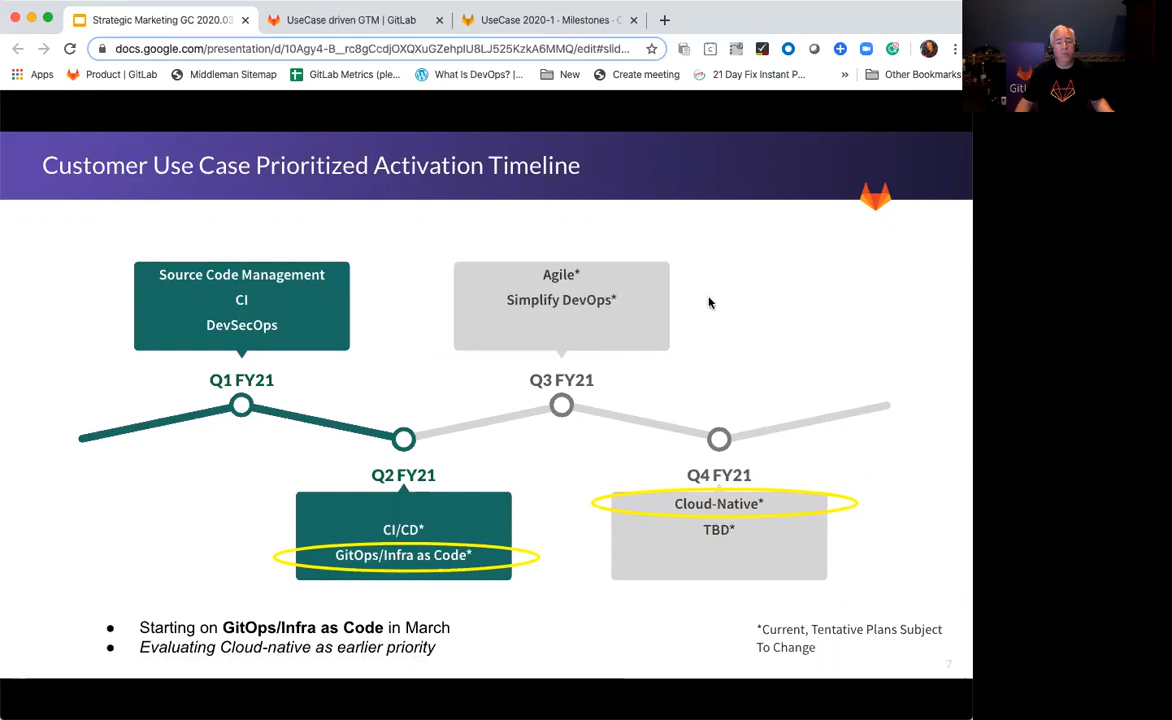 Strategic Marketing GC 2020.03
UseCase driven GTM | GitLab
UseCase 2020-1 · Milestones ·
docs.google.com/presentation/d/10Agy4-B_rc8gCcdjOXQXuGZehplU8LJ525KzkA6MMQ/edit#slid...
Apps
Product | GitLab
Middleman Sitemap
GitLab Metrics (ple...
What Is DevOps? |...
New
Create meeting
21 Day Fix Instant P...
»
Other Bookmarks
Customer Use Case Prioritized Activation Timeline
Source Code Management
CI
DevSecOps
Q1 FY21
Agile*
Simplify DevOps*
Q3 FY21
Q2 FY21
CI/CD*
GitOps/Infra as Code*
Q4 FY21
Cloud-Native*
TBD*
● Starting on GitOps/Infra as Code in March
● Evaluating Cloud-native as earlier priority
*Current, Tentative Plans Subject
To Change
7